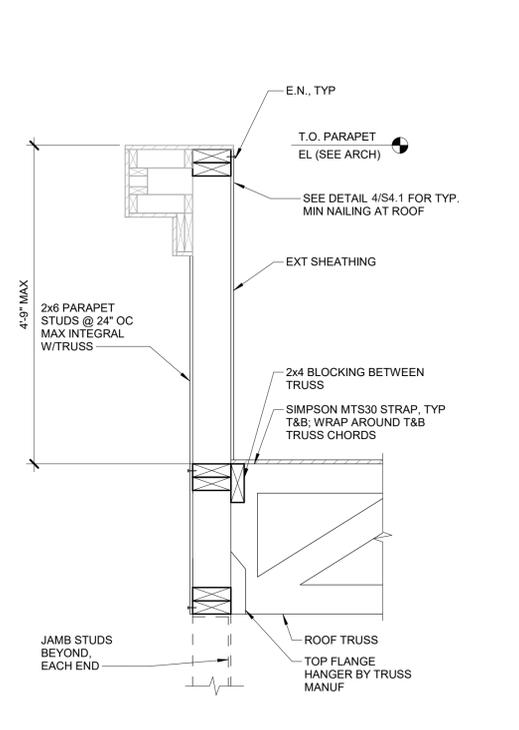 E.N., TYP
T.O. PARAPET
EL (SEE ARCH)
SEE DETAIL 4/S4.1 FOR TYP.
MIN NAILING AT ROOF
EXT SHEATHING
4'-9" MAX
2x6 PARAPET
STUDS @ 24" OC
MAX INTEGRAL
W/TRUSS
2x4 BLOCKING BETWEEN
TRUSS
SIMPSON MTS30 STRAP, TYP
T&B; WRAP AROUND T&B
TRUSS CHORDS
JAMB STUDS
BEYOND,
EACH END
ROOF TRUSS
TOP FLANGE
HANGER BY TRUSS
MANUF